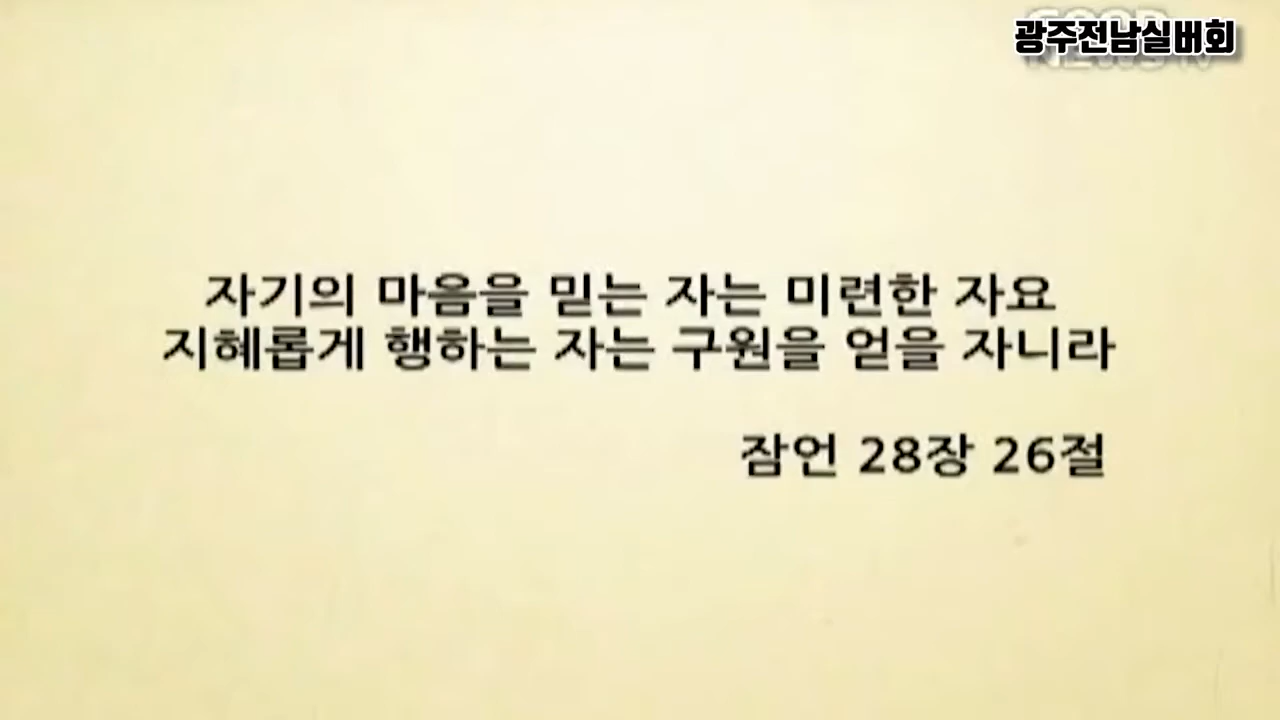 광주전남실버회
자기의 마음을 믿는 자는 미련한 자요
지혜롭게 행하는 자는 구원을 얻을 자니라
잠언 28장 26절